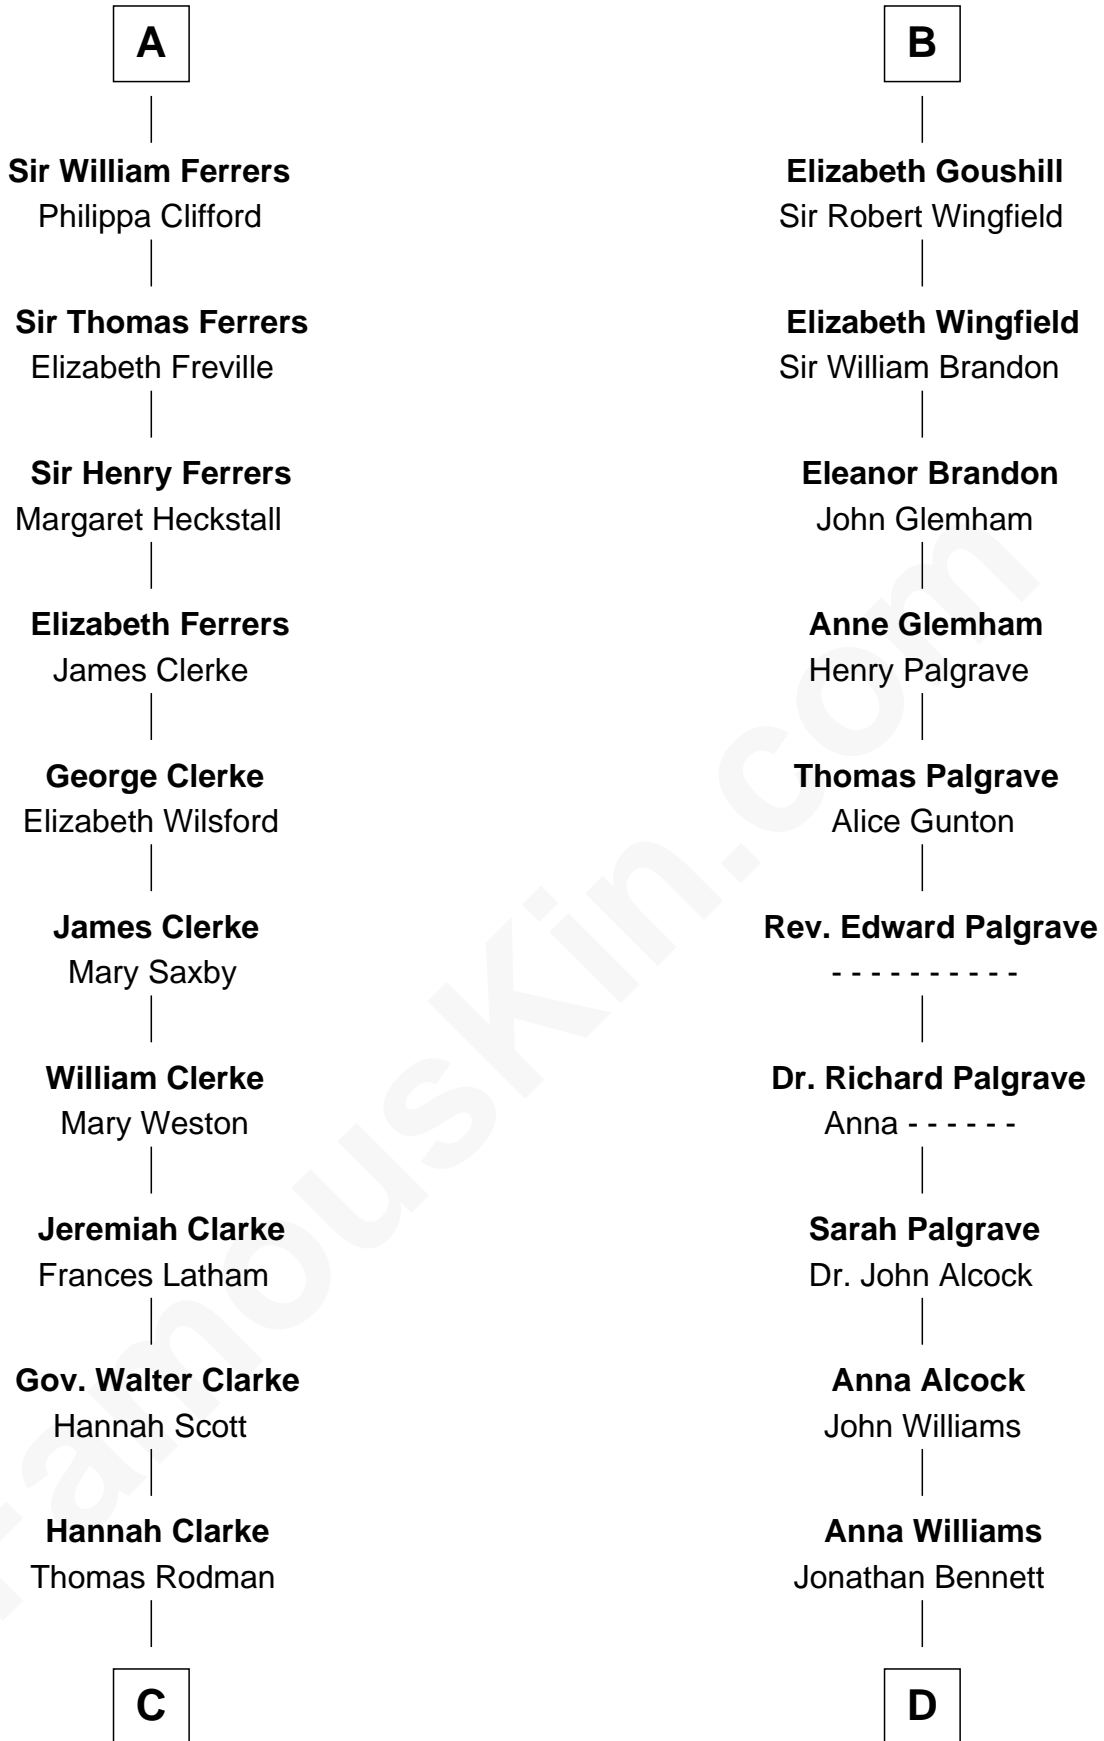 A
Sir William Ferrers
Philippa Clifford
Sir Thomas Ferrers
Elizabeth Freville
Sir Henry Ferrers
Margaret Heckstall
Elizabeth Ferrers
James Clerke
George Clerke
Elizabeth Wilsford
James Clerke
Mary Saxby
William Clerke
Mary Weston
Jeremiah Clarke
Frances Latham
Gov. Walter Clarke
Hannah Scott
Hannah Clarke
Thomas Rodman
C
B
Elizabeth Goushill
Sir Robert Wingfield
Elizabeth Wingfield
Sir William Brandon
Eleanor Brandon
John Glemham
Anne Glemham
Henry Palgrave
Thomas Palgrave
Alice Gunton
Rev. Edward Palgrave
- - - - - - - - - -
Dr. Richard Palgrave
Anna - - - - - -
Sarah Palgrave
Dr. John Alcock
Anna Alcock
John Williams
Anna Williams
Jonathan Bennett
D
FamousKin.com